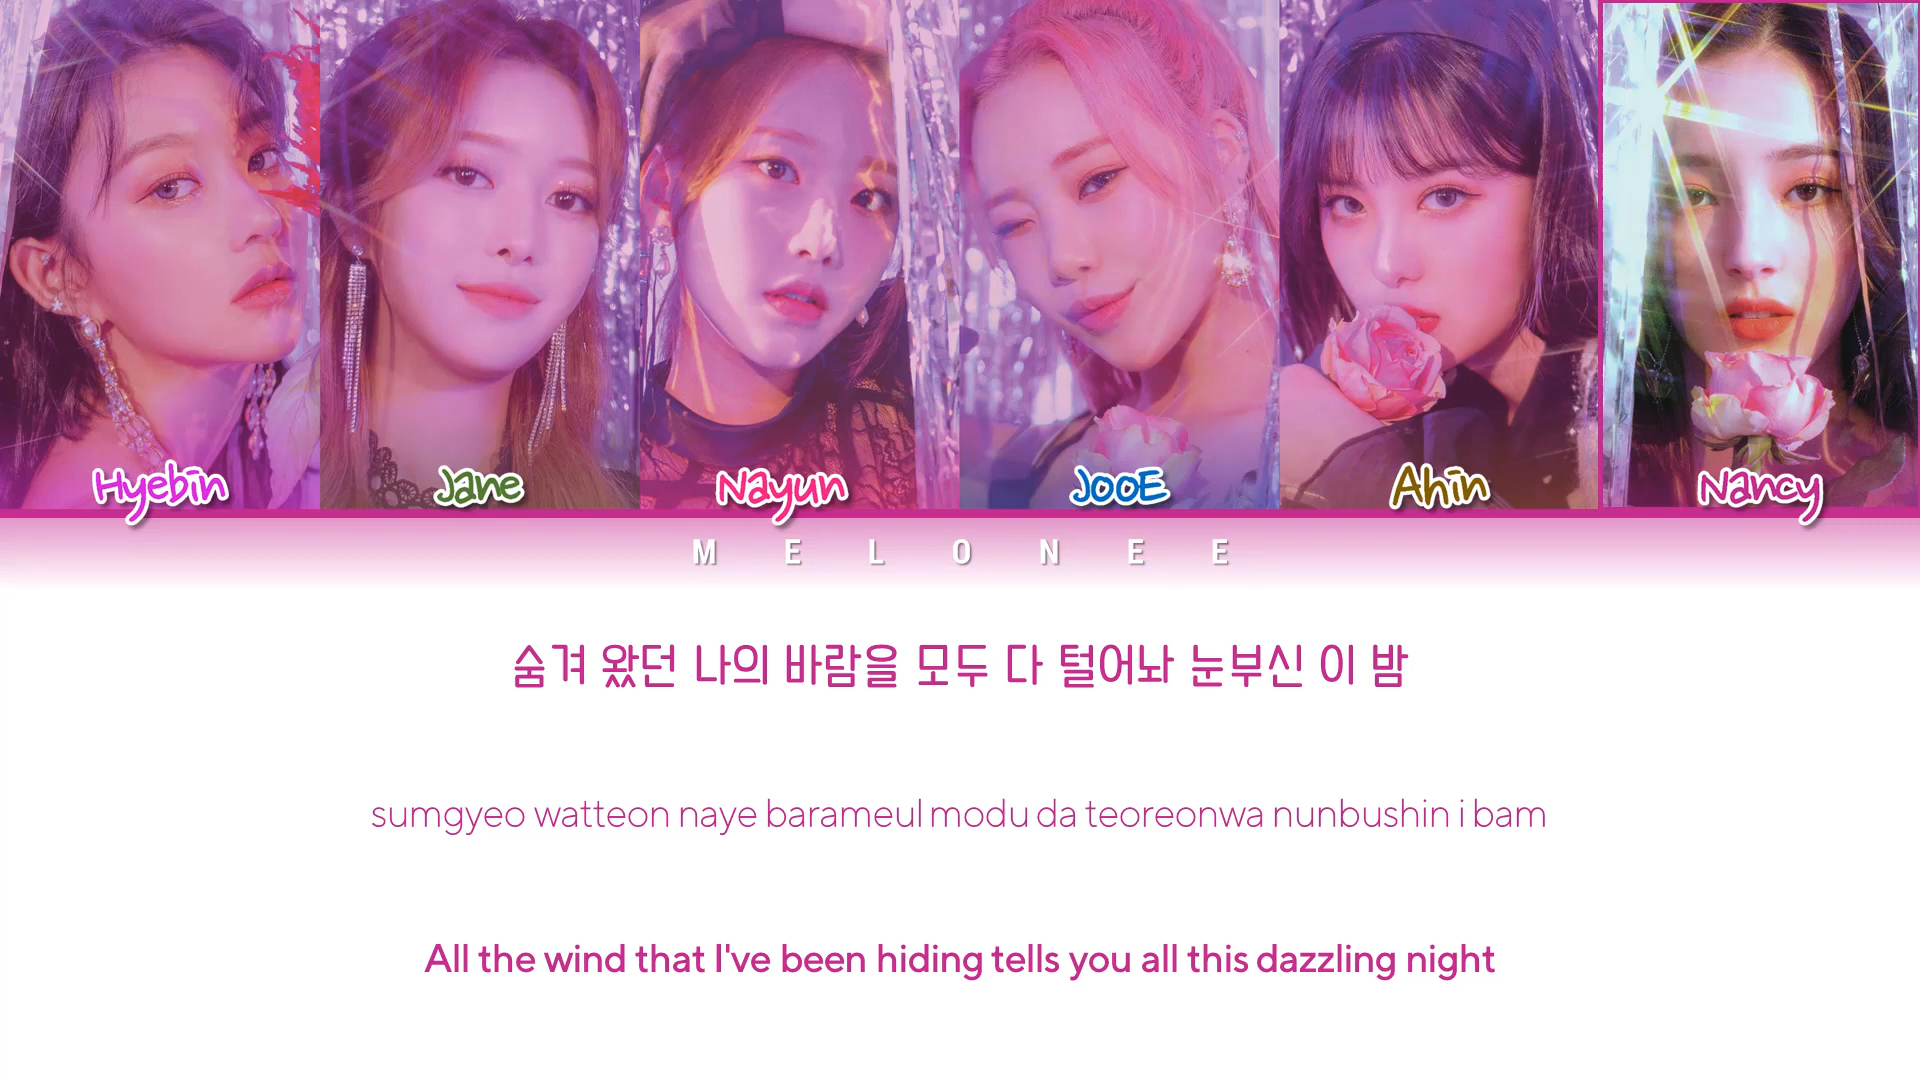 Hyebin
Jane
Nayun
JooE
Ahin
Nancy
MELONEE
숨겨 왔던 나의 바람을 모두 다 털어놔 눈부신 이 밤
sumgyeo watteon naye barameul modu da teoreonwa nunbushin i bam
All the wind that I've been hiding tells you all this dazzling night